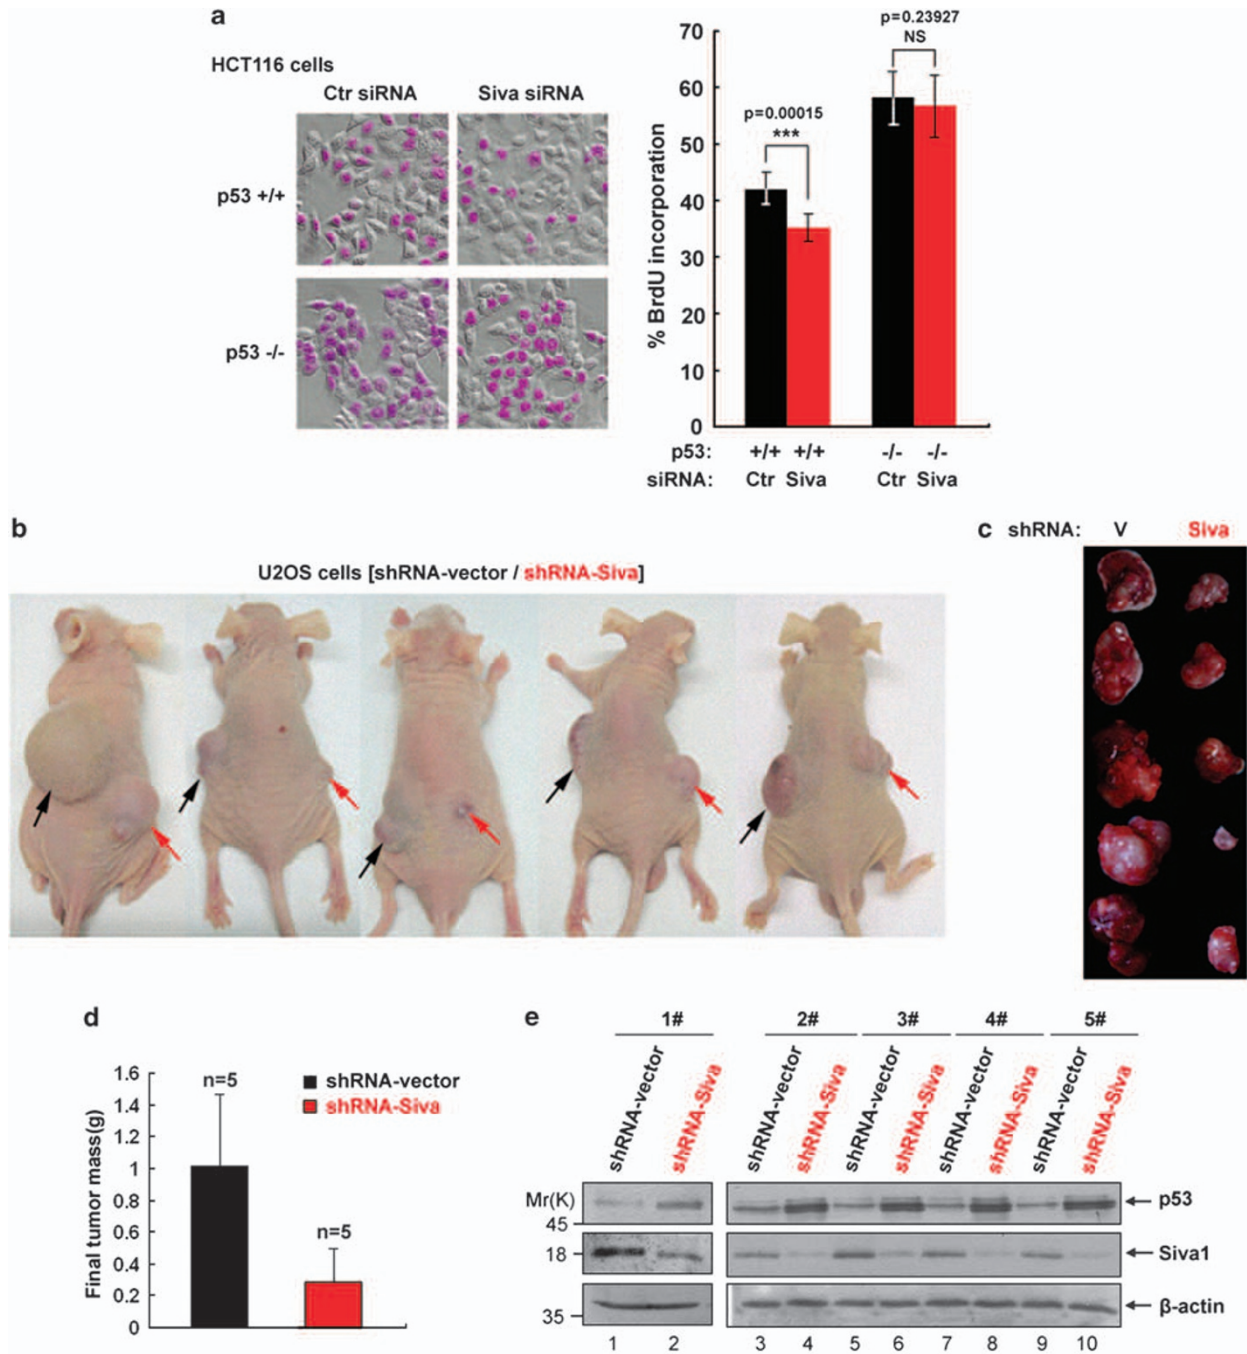 a
HCT116 cells
Ctr siRNA Siva siRNA
p53 +/+
p53 -/-
p=0.23927
NS
p=0.00015
***
% BrdU incorporation
70
60
50
40
30
20
10
0
p53: +/+ +/+ -/- -/-
siRNA: Ctr Siva Ctr Siva
b
U2OS cells [shRNA-vector / shRNA-Siva]
c shRNA: V Siva
d
Final tumor mass(g)
1.6
1.4
1.2
1
0.8
0.6
0.4
0.2
0
n=5
n=5
shRNA-vector
shRNA-Siva
e
1# 2# 3# 4# 5#
shRNA-vector shRNA-Siva shRNA-vector shRNA-Siva shRNA-vector shRNA-Siva shRNA-vector shRNA-Siva shRNA-vector shRNA-Siva
Mr(K)
45
p53
18
Siva1
35
β-actin
1 2 3 4 5 6 7 8 9 10